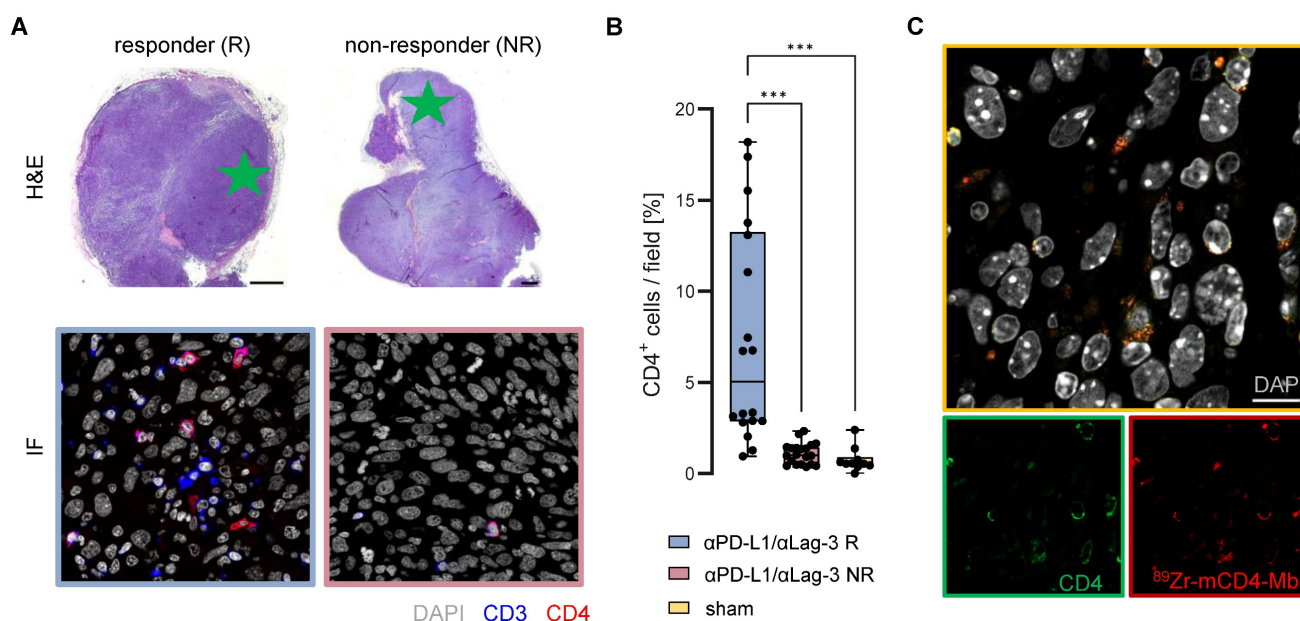 A
responder (R)
non-responder (NR)
H&E
IF
DAPI CD3 CD4
B
***
***
20
15
10
5
0
CD4⁺ cells / field [%]
αPD-L1/αLag-3 R
αPD-L1/αLag-3 NR
sham
C
DAP
CD4
⁸⁹Zr-mCD4-Mb